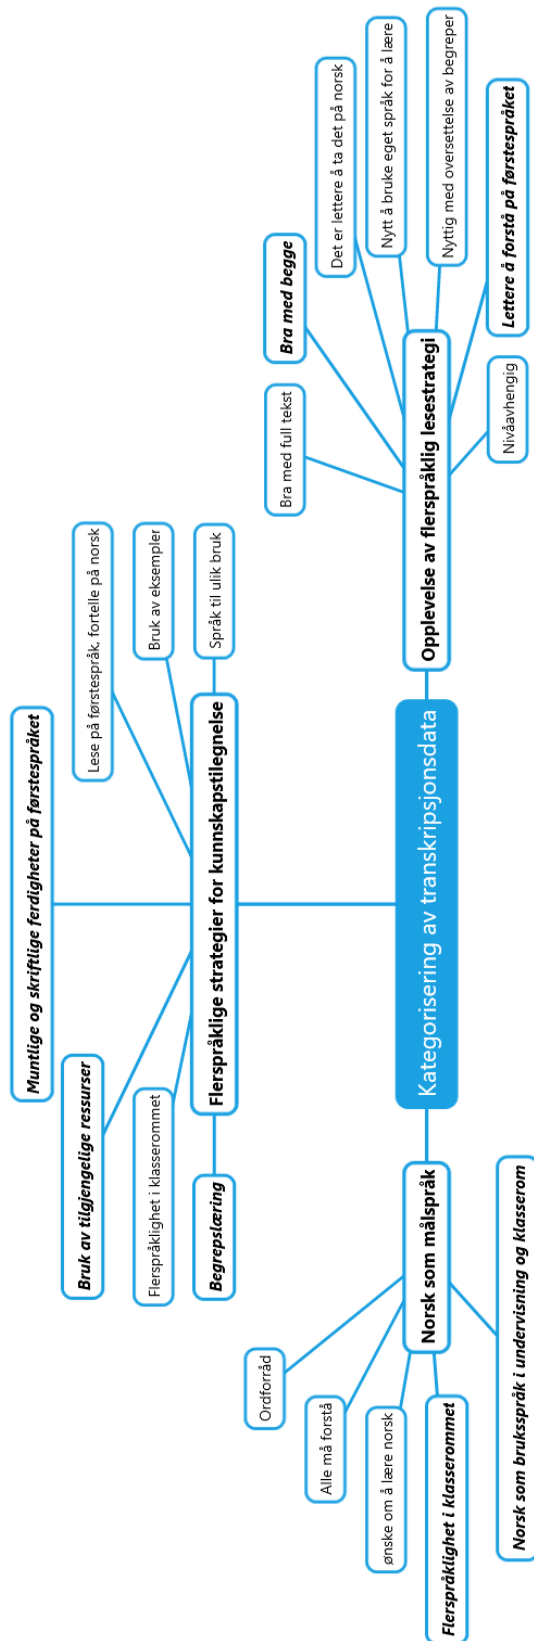 Kategorisering av transkripsjonsdata
Norsk som målspråk
Ordforråd
Alle må forstå
ønske om å lære norsk
Flerspråklighet i klasserommet
Norsk som bruksspråk i undervisning og klasserom
Flerspråklige strategier for kunnskapstilegnelse
Begrepslæring
Flerspråklighet i klasserommet
Bruk av tilgjengelige ressurser
Muntlige og skriftlige ferdigheter på førstespråket
Lese på førstespråk, fortelle på norsk
Bruk av eksempler
Språk til ulik bruk
Opplevelse av flerspråklig lesestrategi
Bra med full tekst
Bra med begge
Det er lettere å ta det på norsk
Nytt å bruke eget språk for å lære
Nyttig med oversettelse av begreper
Lettere å forstå på førstespråket
Nivåavhengig